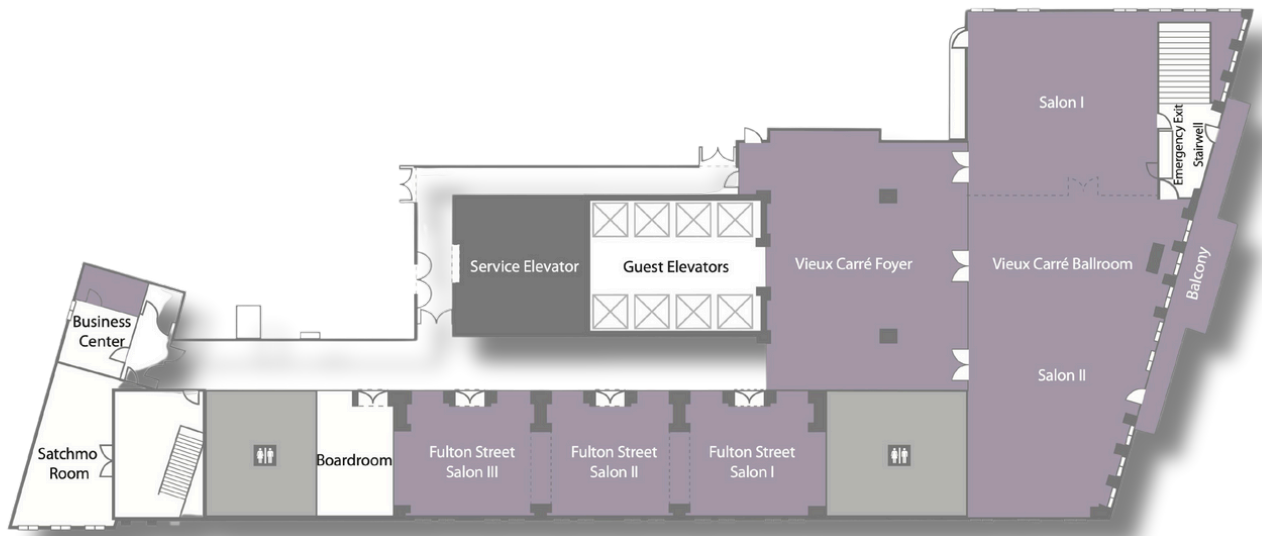 Salon I
Emergency Exit
Stairwell
Service Elevator
Guest Elevators
Vieux Carré Foyer
Vieux Carré Ballroom
Balcony
Business
Center
Salon II
Satchmo
Room
Boardroom
Fulton Street
Salon III
Fulton Street
Salon II
Fulton Street
Salon I